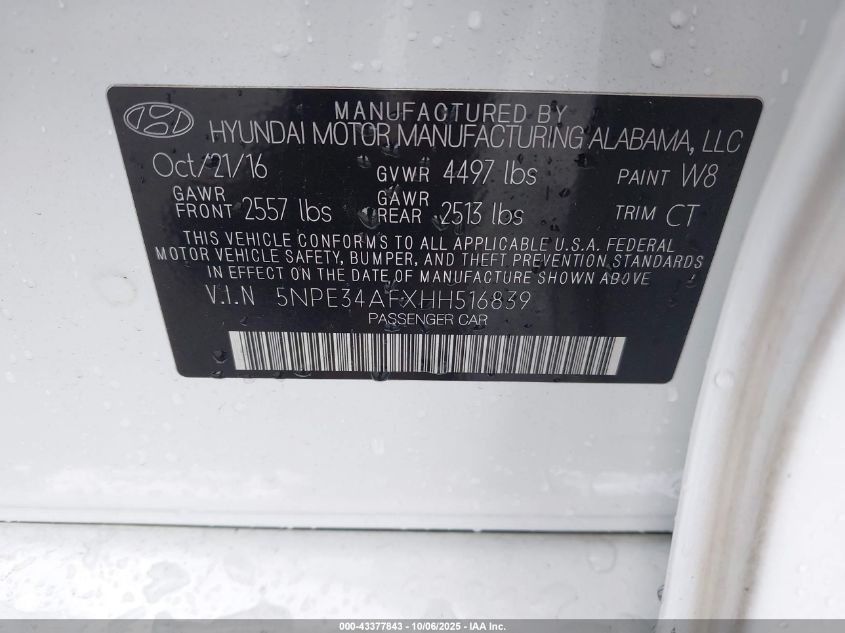 MANUFACTURED BY
HYUNDAI MOTOR MANUFACTURING ALABAMA, LLC
Oct/21/16 GVWR 4497 lbs PAINT W8
GAWR FRONT 2557 lbs GAWR REAR 2513 lbs TRIM CT
THIS VEHICLE CONFORMS TO ALL APPLICABLE U.S.A. FEDERAL
MOTOR VEHICLE SAFETY, BUMPER, AND THEFT PREVENTION STANDARDS
IN EFFECT ON THE DATE OF MANUFACTURE SHOWN ABOVE.
V.I.N 5NPE34AFXHH516839
PASSENGER CAR
000-43377843 - 10/06/2025 - IAA Inc.